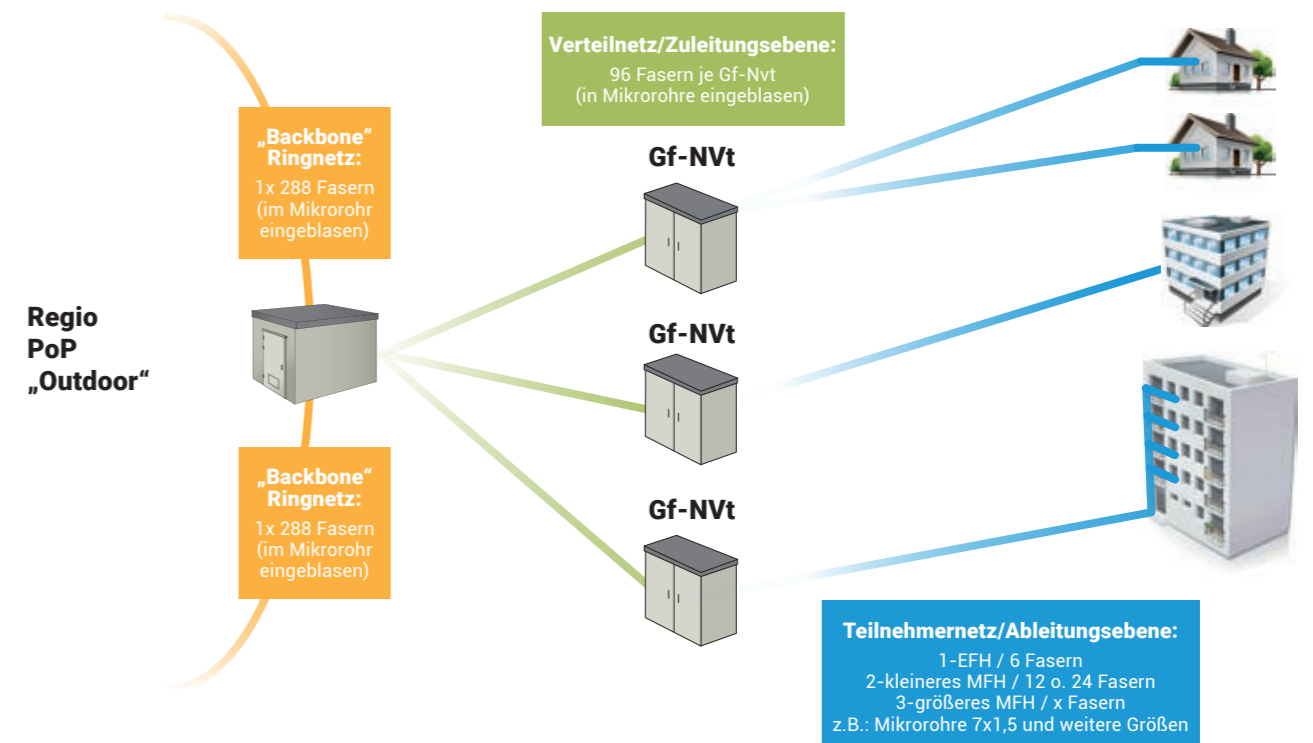 Verteilnetz/Zuleitungsebene:
96 Fasern je Gf-Nvt
(in Mikrorohre eingeblasen)
„Backbone“
Ringnetz:
1x 288 Fasern
(im Mikrorohr
eingeblasen)
Gf-NVt
Regio
PoP
„Outdoor“
Gf-NVt
„Backbone“
Ringnetz:
1x 288 Fasern
(im Mikrorohr
eingeblasen)
Gf-NVt
Teilnehmernetz/Ableitungsebene:
1-EFH / 6 Fasern
2-kleineres MFH / 12 o. 24 Fasern
3-größeres MFH / x Fasern
z.B.: Mikrorohre 7x1,5 und weitere Größen